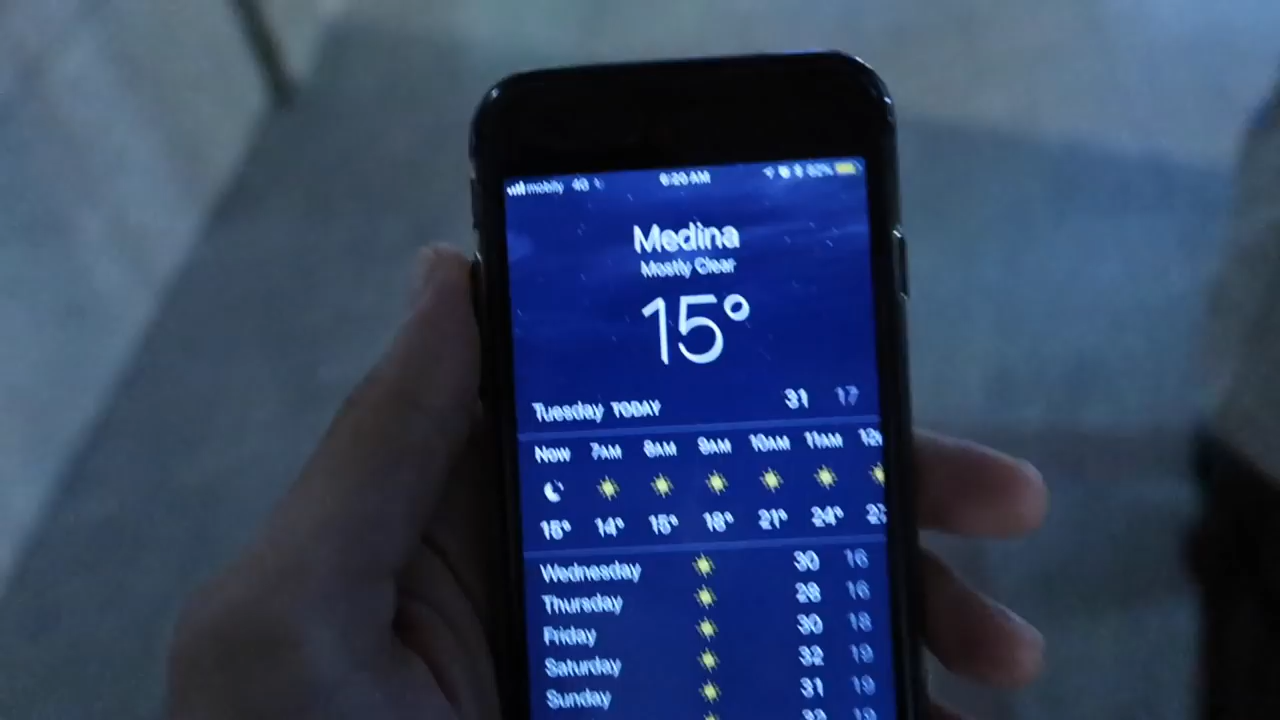 mobily 4G 6:20 AM 82%
Medina
Mostly Clear
15°
Tuesday TODAY 31 17
Now 7AM 8AM 9AM 10AM 11AM
15° 14° 15° 18° 21° 24°
Wednesday 30 16
Thursday 28 16
Friday 30 18
Saturday 32 19
Sunday 31 19